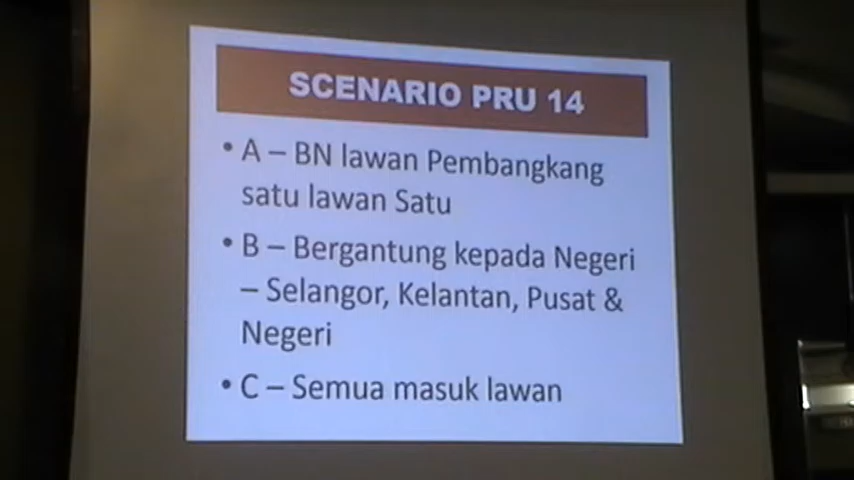 SCENARIO PRU 14
• A – BN lawan Pembangkang
satu lawan Satu
• B – Bergantung kepada Negeri
– Selangor, Kelantan, Pusat &
Negeri
• C – Semua masuk lawan